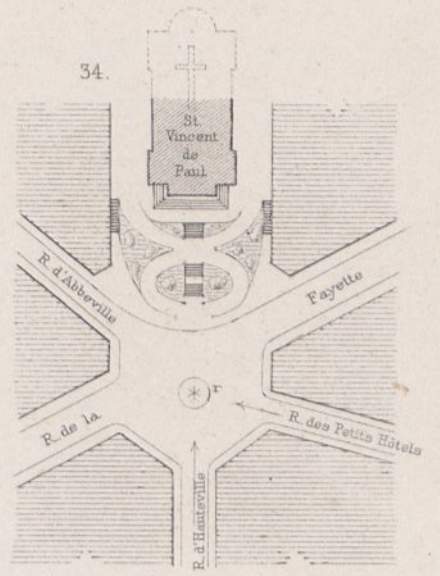 34.
St.
Vincent
de
Paul
R. d'Abbeville
Fayette
r
R. de la
R. des Petits Hôtels
R. d'Hauteville